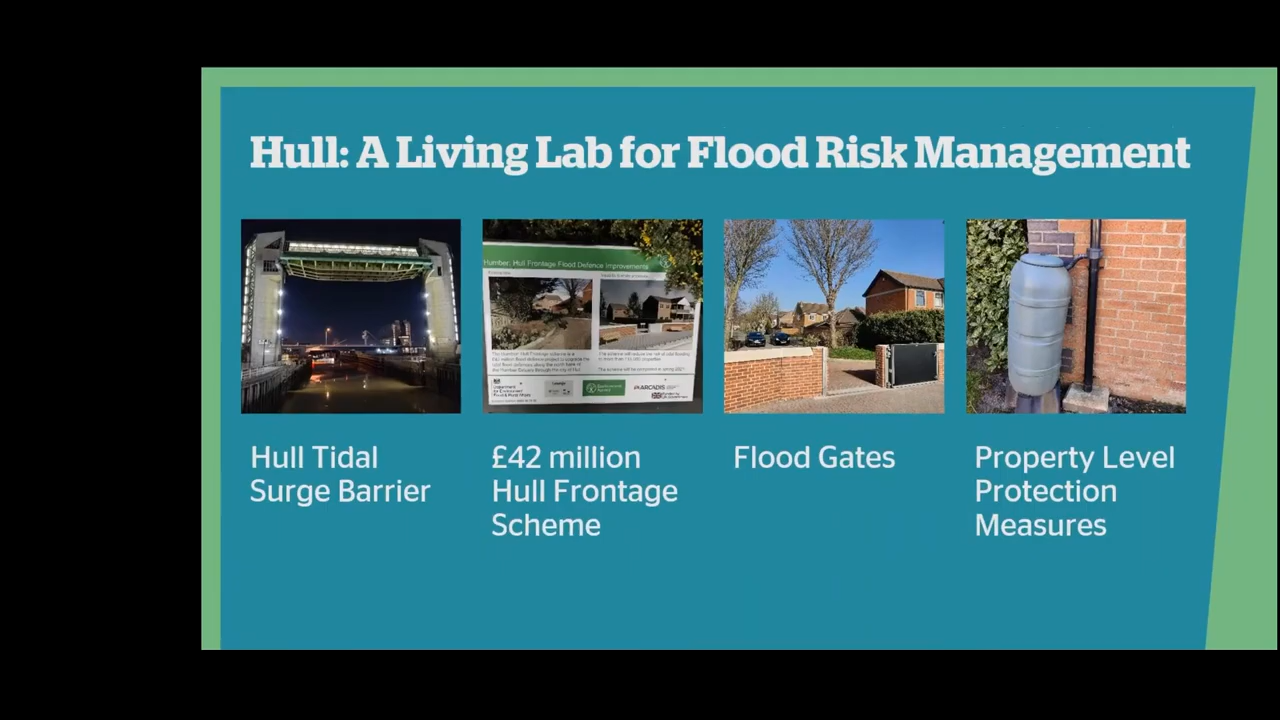 Hull: A Living Lab for Flood Risk Management
Humber: Hull Frontage Flood Defence Improvements
ARCADIS
Hull Tidal
Surge Barrier
£42 million
Hull Frontage
Scheme
Flood Gates
Property Level
Protection
Measures